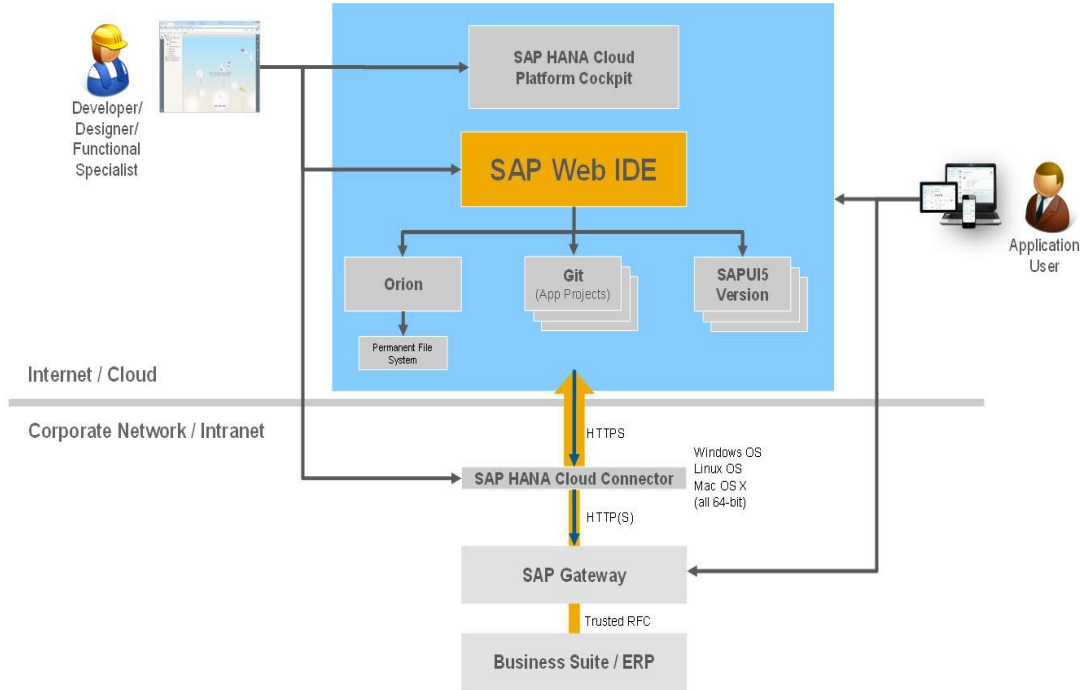 SAP HANA Cloud
Platform Cockpit
Developer/
Designer/
Functional
Specialist
SAP Web IDE
Application
User
Orion
Git
(App Projects)
SAPUI5
Version
Permanent File
System
Internet / Cloud
Corporate Network / Intranet
HTTPS
SAP HANA Cloud Connector
Windows OS
Linux OS
Mac OS X
(all 64-bit)
HTTP(S)
SAP Gateway
Trusted RFC
Business Suite / ERP